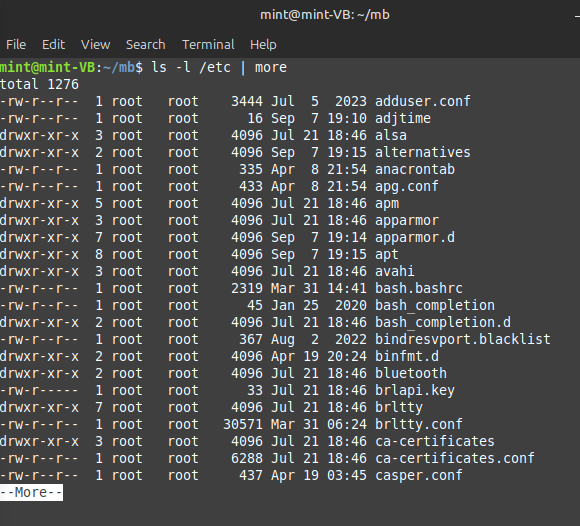 mint@mint-VB: ~/mb
File Edit View Search Terminal Help
mint@mint-VB:~/mb$ ls -l /etc | more
total 1276
-rw-r--r--  1 root   root    3444 Jul  5  2023 adduser.conf
-rw-r--r--  1 root   root      16 Sep  7 19:10 adjtime
drwxr-xr-x  3 root   root    4096 Jul 21 18:46 alsa
drwxr-xr-x  2 root   root    4096 Sep  7 19:15 alternatives
-rw-r--r--  1 root   root     335 Apr  8 21:54 anacrontab
-rw-r--r--  1 root   root     433 Apr  8 21:54 apg.conf
drwxr-xr-x  5 root   root    4096 Jul 21 18:46 apm
drwxr-xr-x  3 root   root    4096 Jul 21 18:46 apparmor
drwxr-xr-x  7 root   root    4096 Sep  7 19:14 apparmor.d
drwxr-xr-x  8 root   root    4096 Sep  7 19:15 apt
drwxr-xr-x  3 root   root    4096 Jul 21 18:46 avahi
-rw-r--r--  1 root   root    2319 Mar 31 14:41 bash.bashrc
-rw-r--r--  1 root   root      45 Jan 25  2020 bash_completion
drwxr-xr-x  2 root   root    4096 Jul 21 18:46 bash_completion.d
-rw-r--r--  1 root   root     367 Aug  2  2022 bindresvport.blacklist
drwxr-xr-x  2 root   root    4096 Apr 19 20:24 binfmt.d
drwxr-xr-x  2 root   root    4096 Jul 21 18:46 bluetooth
-rw-r-----  1 root   root      33 Jul 21 18:46 brlapi.key
drwxr-xr-x  7 root   root    4096 Jul 21 18:46 brltty
-rw-r--r--  1 root   root   30571 Mar 31 06:24 brltty.conf
drwxr-xr-x  3 root   root    4096 Jul 21 18:46 ca-certificates
-rw-r--r--  1 root   root    6288 Jul 21 18:46 ca-certificates.conf
-rw-r--r--  1 root   root     437 Apr 19 03:45 casper.conf
--More--